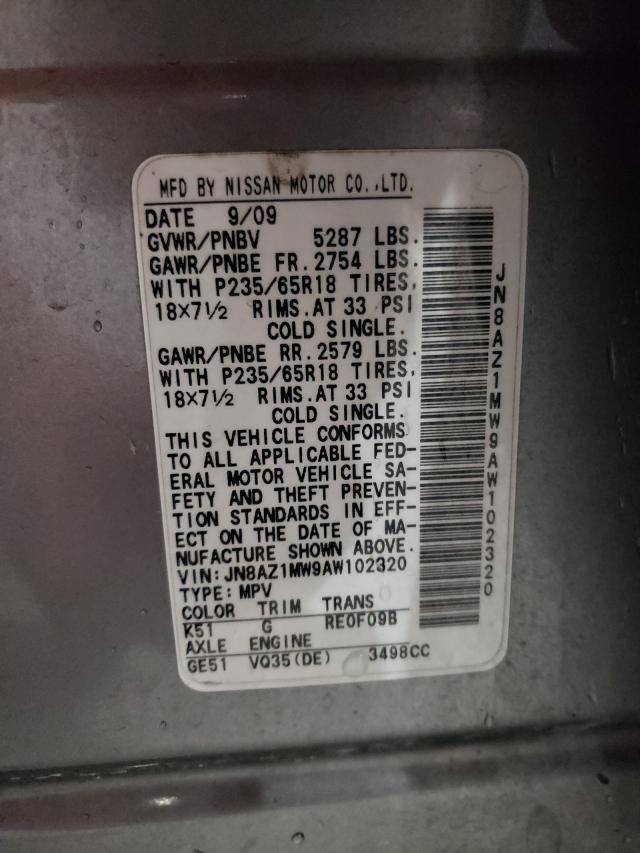 MFD BY NISSAN MOTOR CO.,LTD.
DATE 9/09
GVWR/PNBV 5287 LBS.
GAWR/PNBE FR. 2754 LBS.
WITH P235/65R18 TIRES,
18×7½ RIMS. AT 33 PSI
COLD SINGLE.
GAWR/PNBE RR. 2579 LBS.
WITH P235/65R18 TIRES,
18×7½ RIMS. AT 33 PSI
COLD SINGLE.
THIS VEHICLE CONFORMS
TO ALL APPLICABLE FED-
ERAL MOTOR VEHICLE SA-
FETY AND THEFT PREVEN-
TION STANDARDS IN EFF-
ECT ON THE DATE OF MA-
NUFACTURE SHOWN ABOVE.
VIN: JN8AZ1MW9AW102320
TYPE: MPV
COLOR TRIM TRANS
K51 G RE0F09B
AXLE ENGINE
GE51 VQ35(DE) 3498CC
JN8AZ1MW9AW102320